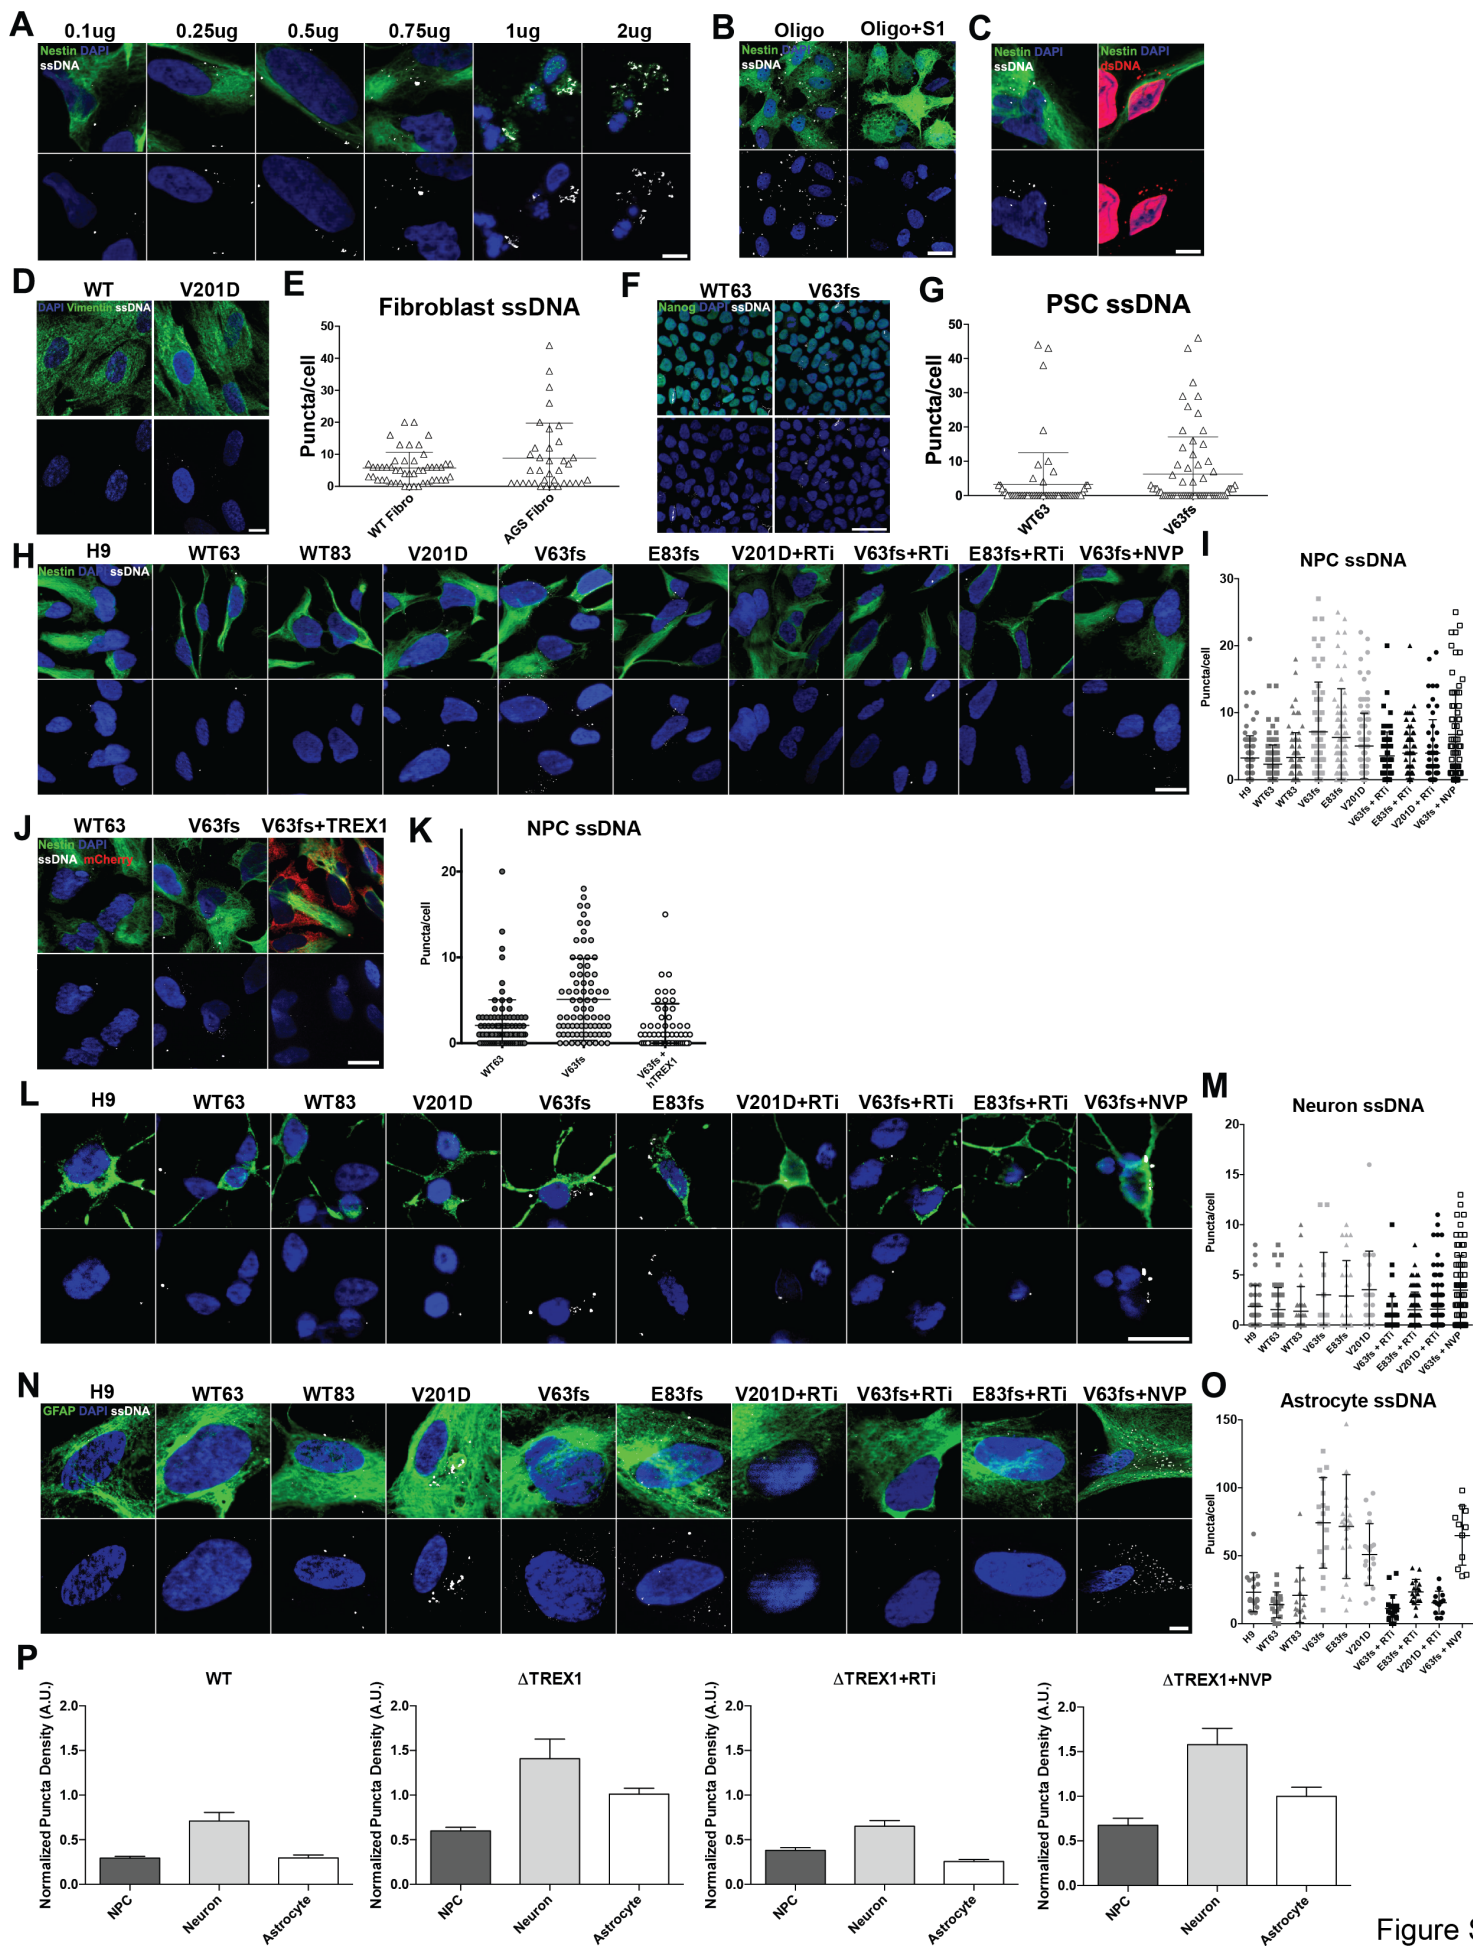 A
0.1ug 0.25ug 0.5ug 0.75ug 1ug 2ug
Nestin DAPI
ssDNA
B
Oligo Oligo+S1
Nestin DAPI
ssDNA
C
Nestin DAPI
ssDNA
Nestin DAPI
dsDNA
D
WT V201D
DAPI Vimentin ssDNA
E
Fibroblast ssDNA
Puncta/cell
50
40
30
20
10
0
WT Fibro
AGS Fibro
F
WT63 V63fs
Nanog DAPI ssDNA
G
PSC ssDNA
Puncta/cell
50
40
30
20
10
0
WT63
V63fs
H
H9 WT63 WT83 V201D V63fs E83fs V201D+RTi V63fs+RTi E83fs+RTi V63fs+NVP
Nestin DAPI ssDNA
I
NPC ssDNA
Puncta/cell
30
20
10
0
H9
WT63
WT83
V63fs
E83fs
V201D
V63fs + RTi
E83fs + RTi
V201D + RTi
V63fs + NVP
J
WT63 V63fs V63fs+TREX1
Nestin DAPI
ssDNA mCherry
K
NPC ssDNA
Puncta/cell
20
10
0
WT63
V63fs
V63fs +
hTREX1
L
H9 WT63 WT83 V201D V63fs E83fs V201D+RTi V63fs+RTi E83fs+RTi V63fs+NVP
M
Neuron ssDNA
Puncta/cell
20
15
10
5
0
H9
WT63
WT83
V63fs
E83fs
V201D
V63fs + RTi
E83fs + RTi
V201D + RTi
V63fs + NVP
N
H9 WT63 WT83 V201D V63fs E83fs V201D+RTi V63fs+RTi E83fs+RTi V63fs+NVP
GFAP DAPI ssDNA
O
Astrocyte ssDNA
Puncta/cell
150
100
50
0
H9
WT63
WT83
V63fs
E83fs
V201D
V63fs + RTi
E83fs + RTi
V201D + RTi
V63fs + NVP
P
WT
Normalized Puncta Density (A.U.)
2.0
1.5
1.0
0.5
0.0
NPC
Neuron
Astrocyte
ΔTREX1
Normalized Puncta Density (A.U.)
2.0
1.5
1.0
0.5
0.0
NPC
Neuron
Astrocyte
ΔTREX1+RTi
Normalized Puncta Density (A.U.)
2.0
1.5
1.0
0.5
0.0
NPC
Neuron
Astrocyte
ΔTREX1+NVP
Normalized Puncta Density (A.U.)
2.0
1.5
1.0
0.5
0.0
NPC
Neuron
Astrocyte
Figure S